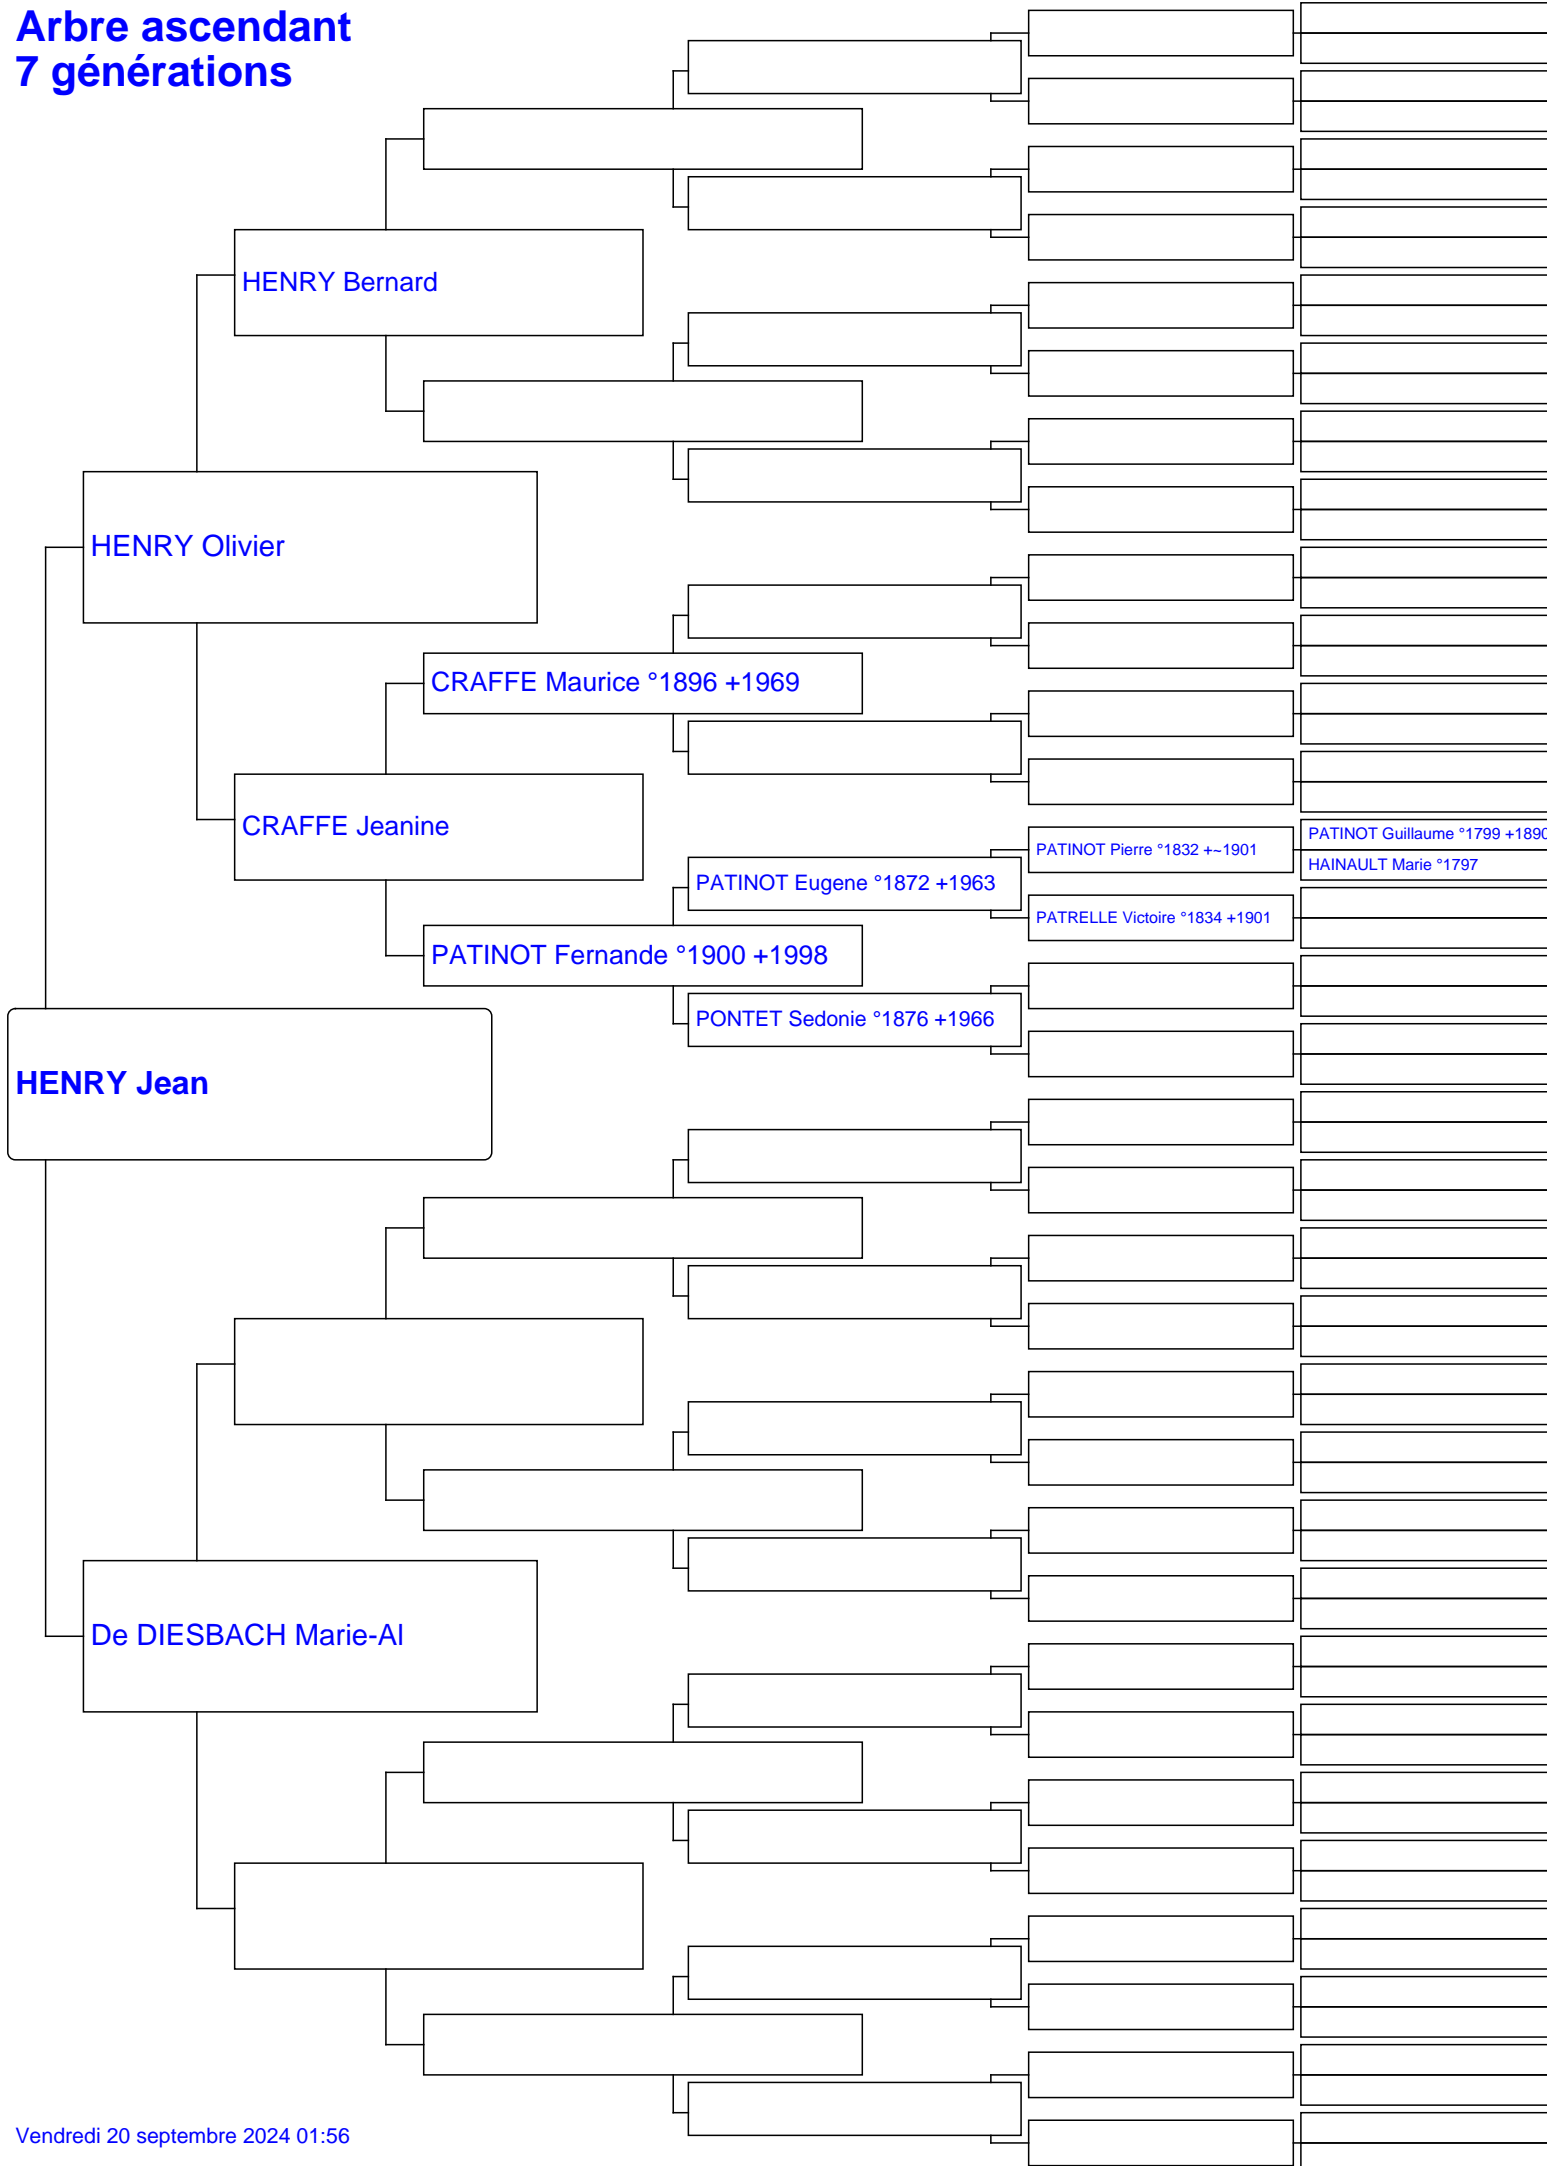 Arbre ascendant
7 générations
HENRY Bernard
HENRY Olivier
CRAFFE Maurice °1896 +1969
CRAFFE Jeanine
PATINOT Guillaume °1799 +1890
PATINOT Pierre °1832 +~1901
HAINAULT Marie °1797
PATINOT Eugene °1872 +1963
PATRELLE Victoire °1834 +1901
PATINOT Fernande °1900 +1998
PONTET Sedonie °1876 +1966
HENRY Jean
De DIESBACH Marie-Al
Vendredi 20 septembre 2024 01:56